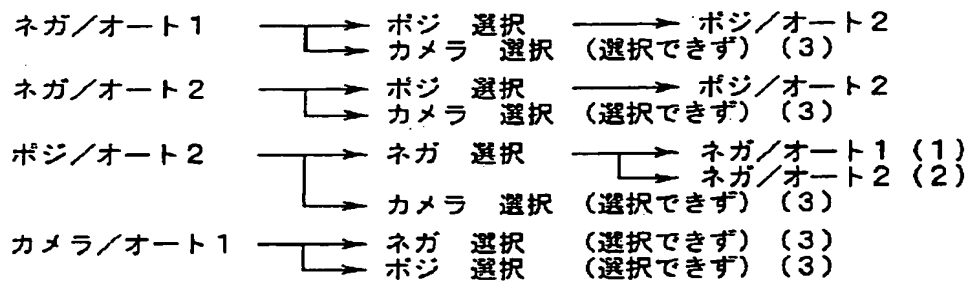 ネガ／オート1 ポジ 選択 ポジ／オート2
カメラ 選択 (選択できず) (3)
ネガ／オート2 ポジ 選択 ポジ／オート2
カメラ 選択 (選択できず) (3)
ポジ／オート2 ネガ 選択 ネガ／オート1 (1)
ネガ／オート2 (2)
カメラ 選択 (選択できず) (3)
カメラ／オート1 ネガ 選択 (選択できず) (3)
ポジ 選択 (選択できず) (3)